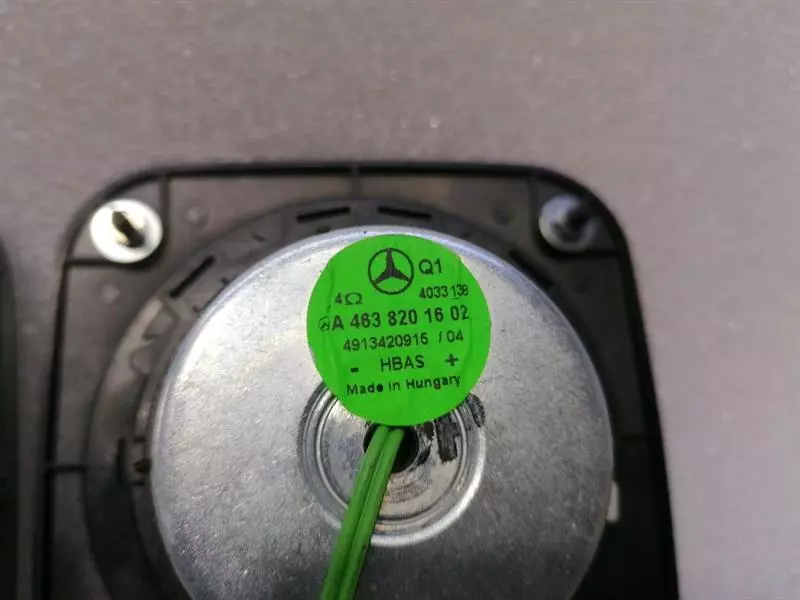 Q1
4Ω 4033 138
A 463 820 16 02
4913420915 / 04
- HBAS +
Made in Hungary